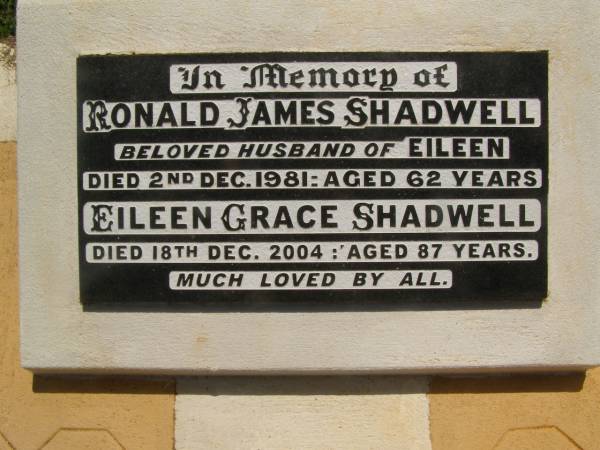 In Memory of
RONALD JAMES SHADWELL
BELOVED HUSBAND OF EILEEN
DIED 2ND DEC. 1981: AGED 62 YEARS
EILEEN GRACE SHADWELL
DIED 18TH DEC. 2004 : AGED 87 YEARS.
MUCH LOVED BY ALL.